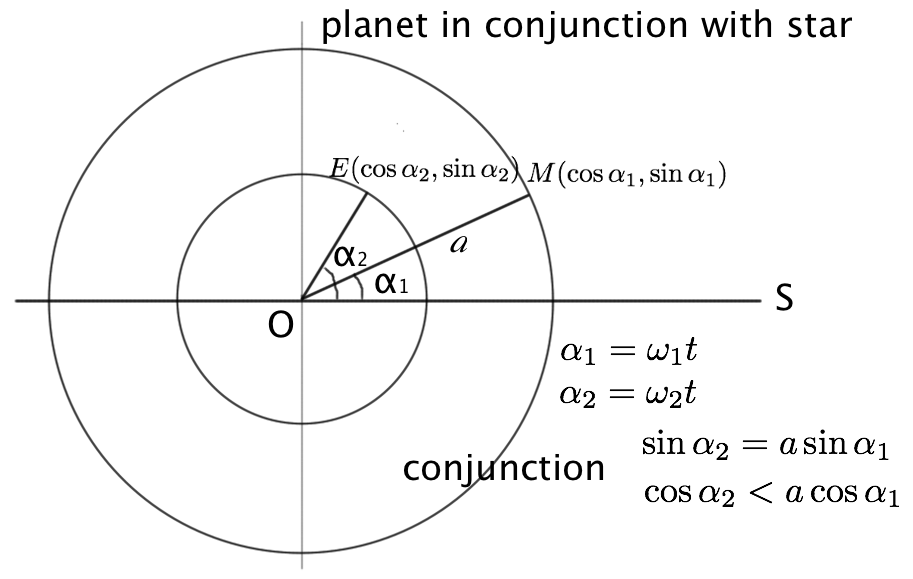 planet in conjunction with star
E(cos α₂, sin α₂) M(cos α₁, sin α₁)
a
α₂
α₁
S
O
α₁ = ω₁t
α₂ = ω₂t
sin α₂ = a sin α₁
conjunction
cos α₂ < a cos α₁